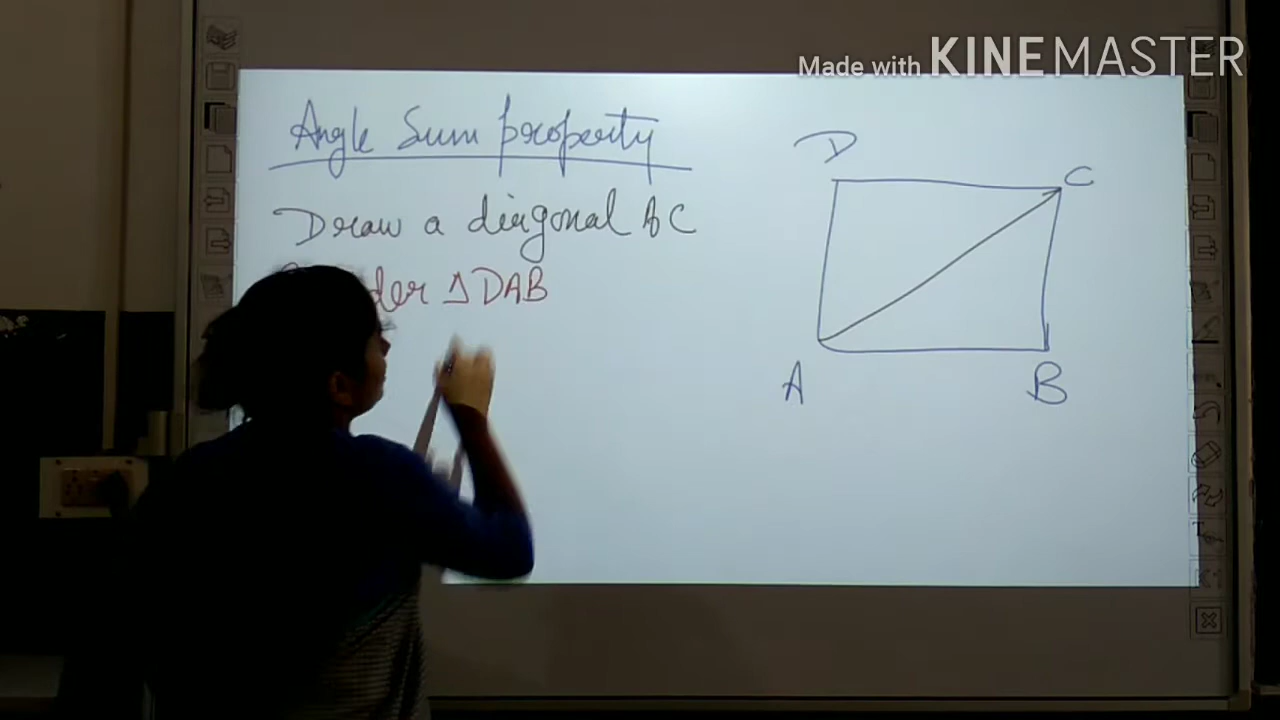 Made with KINEMASTER
Angle Sum property
Draw a diagonal AC
der Δ DAB
D
C
A
B